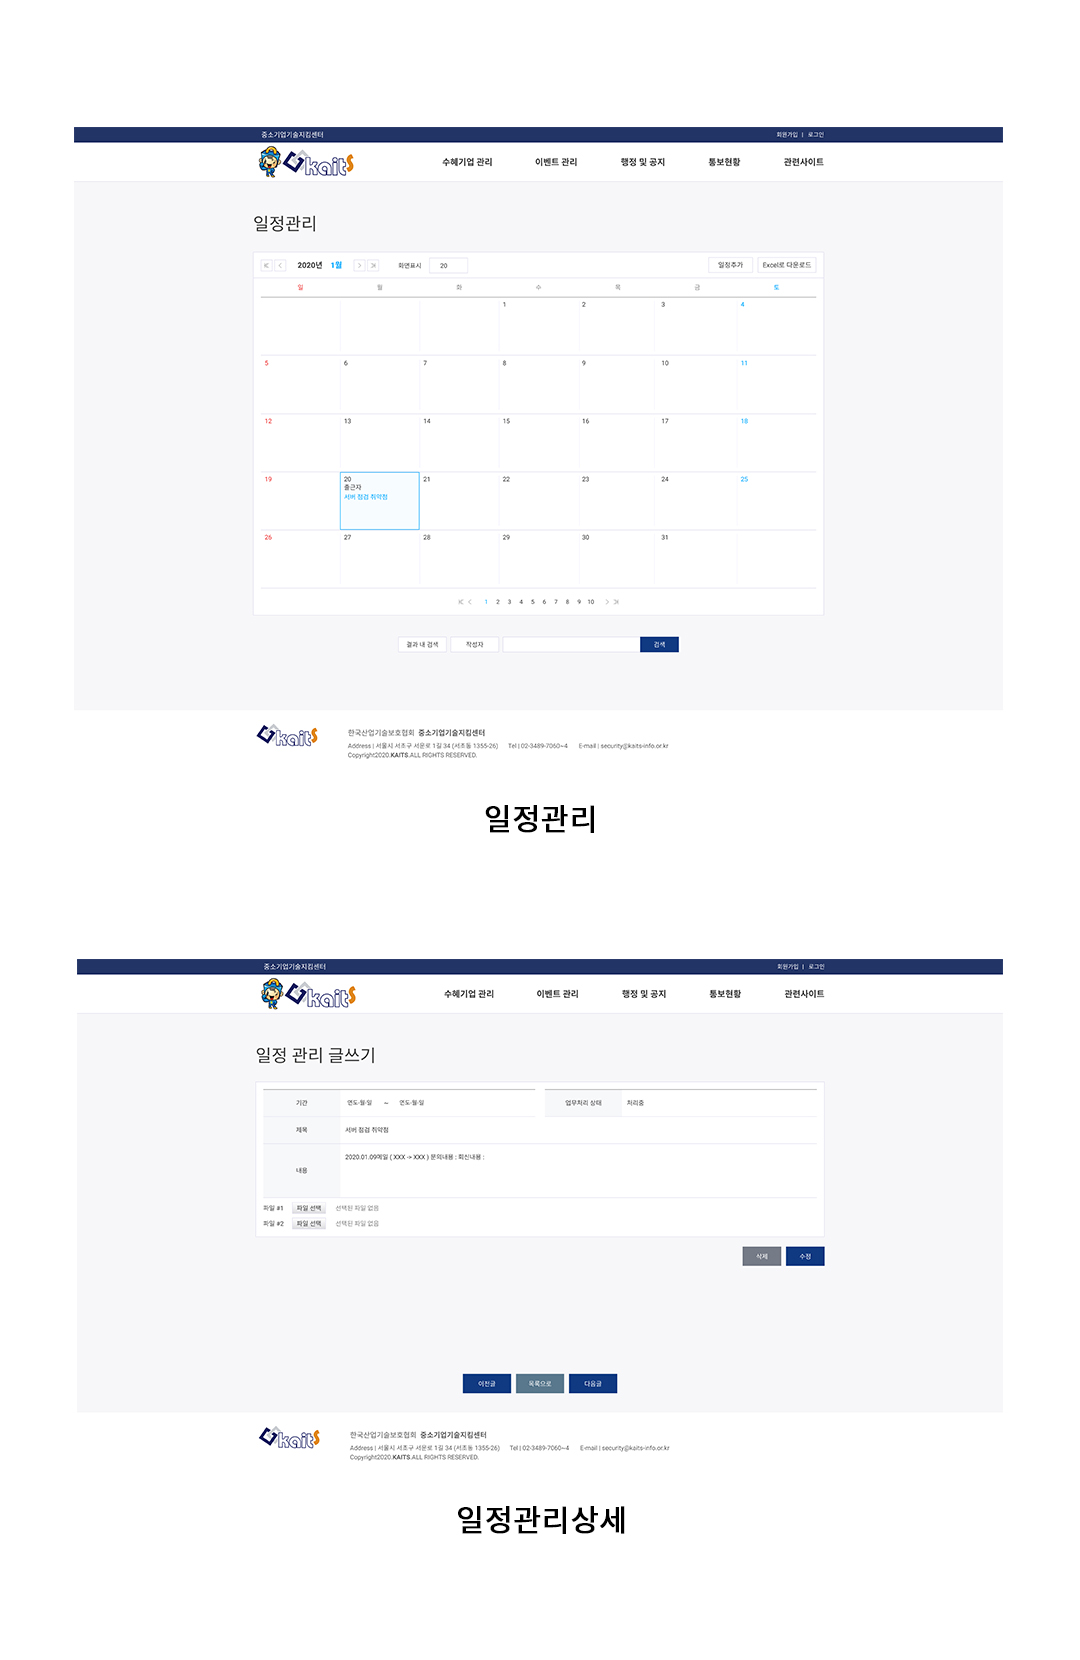 중소기업기술지킴센터 회원가입 | 로그인
kaits 수혜기업 관리 이벤트 관리 행정 및 공지 통보현황 관련사이트
일정관리
2020년 1월 화면표시 20 일정추가 Excel로 다운로드
일 월 화 수 목 금 토
1 2 3 4
5 6 7 8 9 10 11
12 13 14 15 16 17 18
19 20 21 22 23 24 25
출근자
서버 점검 취약점
26 27 28 29 30 31
1 2 3 4 5 6 7 8 9 10
결과 내 검색 작성자 검색
kaits 한국산업기술보호협회 중소기업기술지킴센터
Address | 서울시 서초구 서운로 1길 34 (서초동 1355-26) Tel | 02-3489-7060~4 E-mail | security@kaits-info.or.kr
Copyright2020.KAITS.ALL RIGHTS RESERVED.
일정관리
중소기업기술지킴센터 회원가입 | 로그인
kaits 수혜기업 관리 이벤트 관리 행정 및 공지 통보현황 관련사이트
일정 관리 글쓰기
기간 연도-월-일 ~ 연도-월-일 업무처리 상태 처리중
제목 서버 점검 취약점
내용 2020.01.09메일 ( XXX -> XXX ) 문의내용 : 회신내용 :
파일 #1 파일 선택 선택된 파일 없음
파일 #2 파일 선택 선택된 파일 없음
삭제 수정
이전글 목록으로 다음글
kaits 한국산업기술보호협회 중소기업기술지킴센터
Address | 서울시 서초구 서운로 1길 34 (서초동 1355-26) Tel | 02-3489-7060~4 E-mail | security@kaits-info.or.kr
Copyright2020.KAITS.ALL RIGHTS RESERVED.
일정관리상세